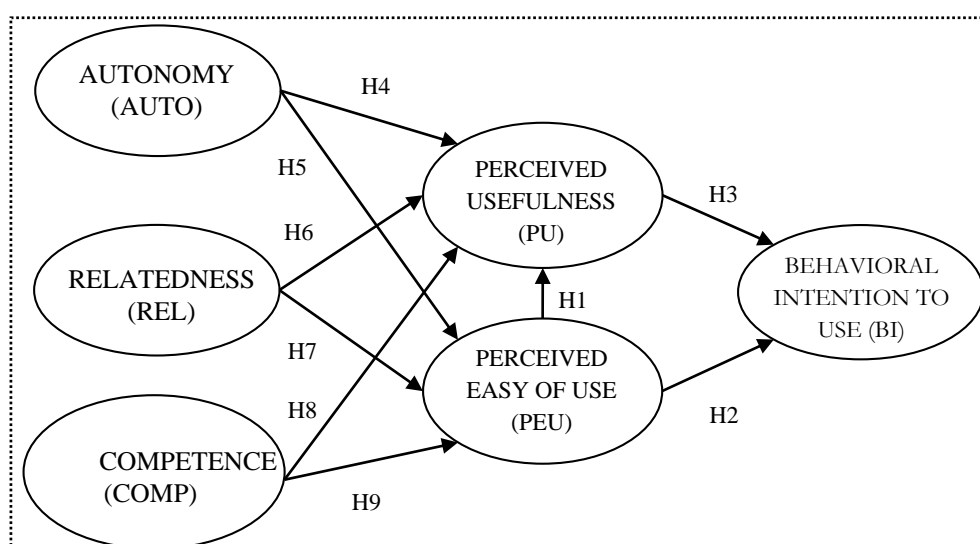 AUTONOMY
(AUTO)
H4
H5
PERCEIVED
USEFULNESS
(PU)
H3
H6
RELATEDNESS
(REL)
BEHAVIORAL
INTENTION TO
USE (BI)
H1
H7
PERCEIVED
EASY OF USE
(PEU)
H8
H2
COMPETENCE
(COMP)
H9